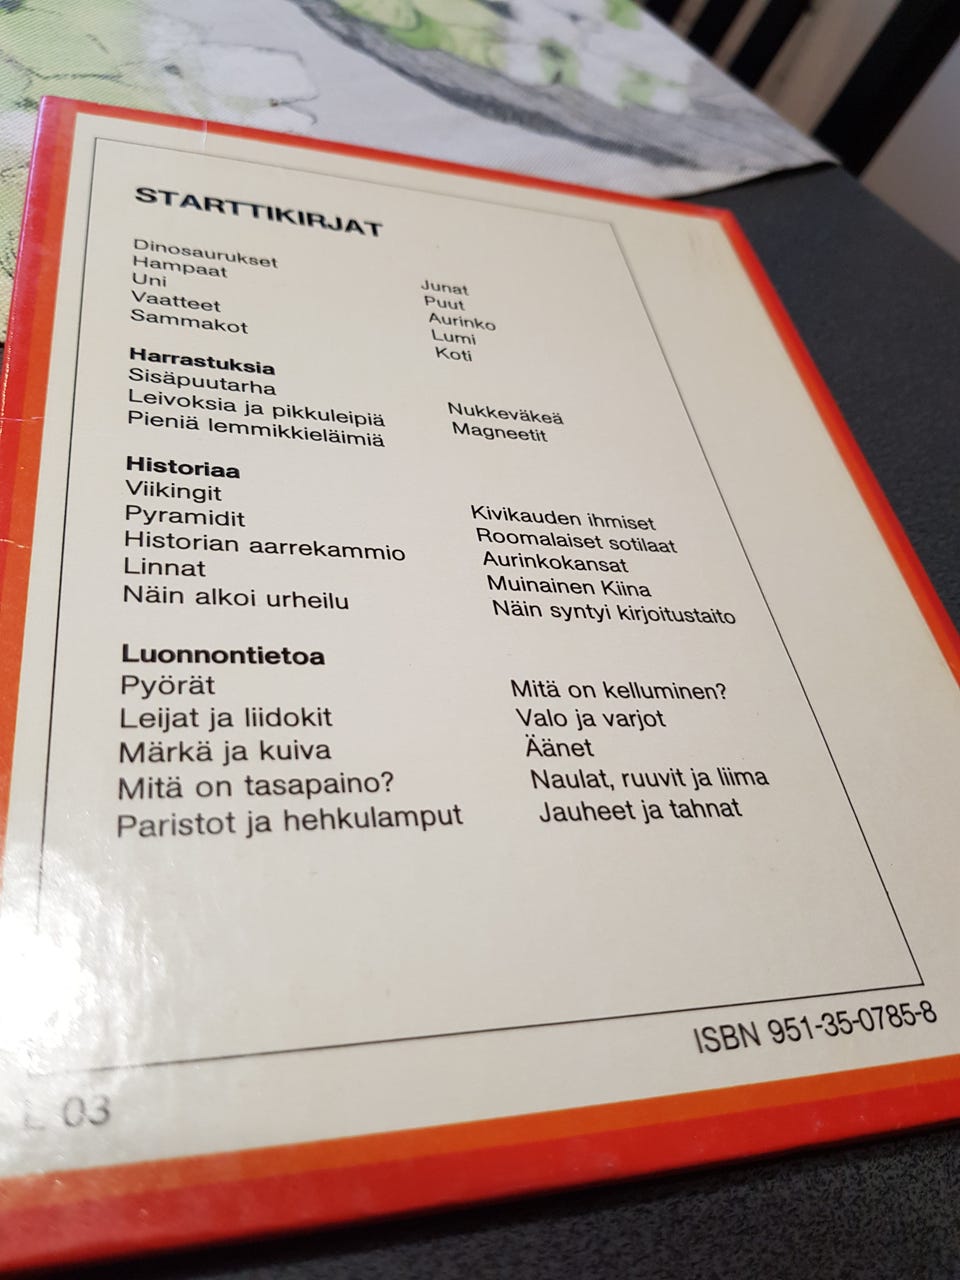 STARTTIKIRJAT
Dinosaurukset
Hampaat
Uni
Vaatteet
Sammakot
Junat
Puut
Aurinko
Lumi
Koti
Harrastuksia
Sisäpuutarha
Leivoksia ja pikkuleipiä
Pieniä lemmikkieläimiä
Nukkeväkeä
Magneetit
Historiaa
Viikingit
Pyramidit
Historian aarrekammio
Linnat
Näin alkoi urheilu
Kivikauden ihmiset
Roomalaiset sotilaat
Aurinkokansat
Muinainen Kiina
Näin syntyi kirjoitustaito
Luonnontietoa
Pyörät
Leijat ja liidokit
Märkä ja kuiva
Mitä on tasapaino?
Paristot ja hehkulamput
Mitä on kelluminen?
Valo ja varjot
Äänet
Naulat, ruuvit ja liima
Jauheet ja tahnat
ISBN 951-35-0785-8
03